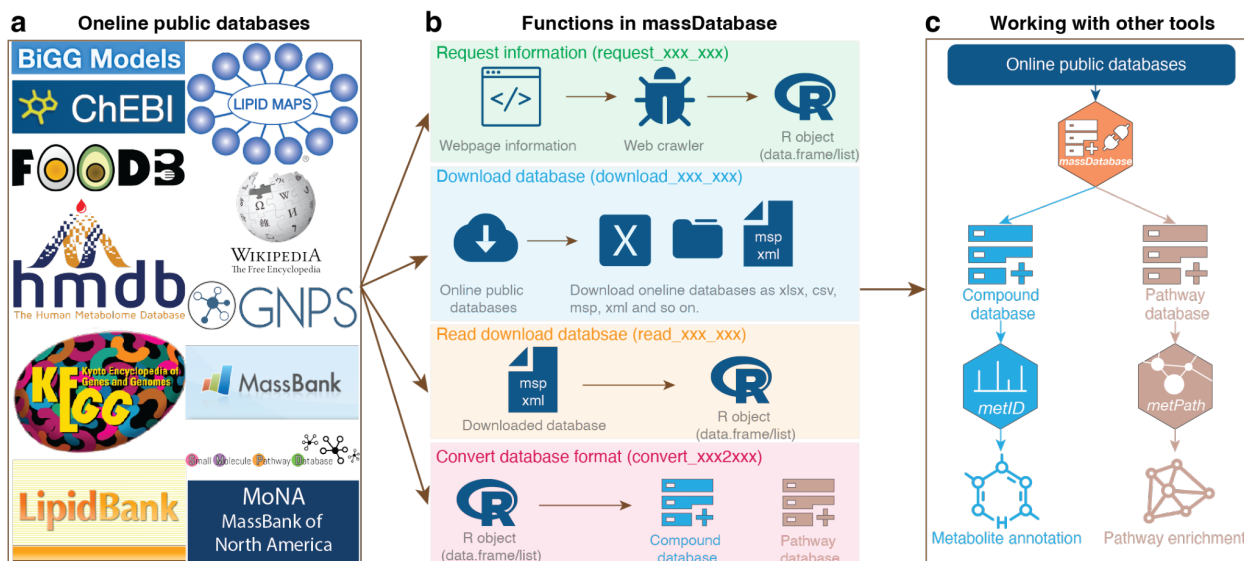 a
Oneline public databases
BiGG Models
ChEBI
LIPID MAPS
®
FOODB
WIKIPEDIA
The Free Encyclopedia
hmdb
The Human Metabolome Database
GNPS
KEGG
Kyoto Encyclopedia of
Genes and Genomes
MassBank
Small Molecule Pathway Database
LipidBank
MoNA
MassBank of
North America
b
Functions in massDatabase
Request information (request_xxx_xxx)
</>
Webpage information
Web crawler
R
R object
(data.frame/list)
Download database (download_xxx_xxx)
X
msp
xml
Online public
databases
Download oneline databases as xlsx, csv,
msp, xml and so on.
Read download databsae (read_xxx_xxx)
msp
xml
R
Downloaded database
R object
(data.frame/list)
Convert database format (convert_xxx2xxx)
R
R object
(data.frame/list)
Compound
database
Pathway
database
c
Working with other tools
Online public databases
massDatabase
Compound
database
Pathway
database
metID
metPath
N
H
Metabolite annotation
Pathway enrichment